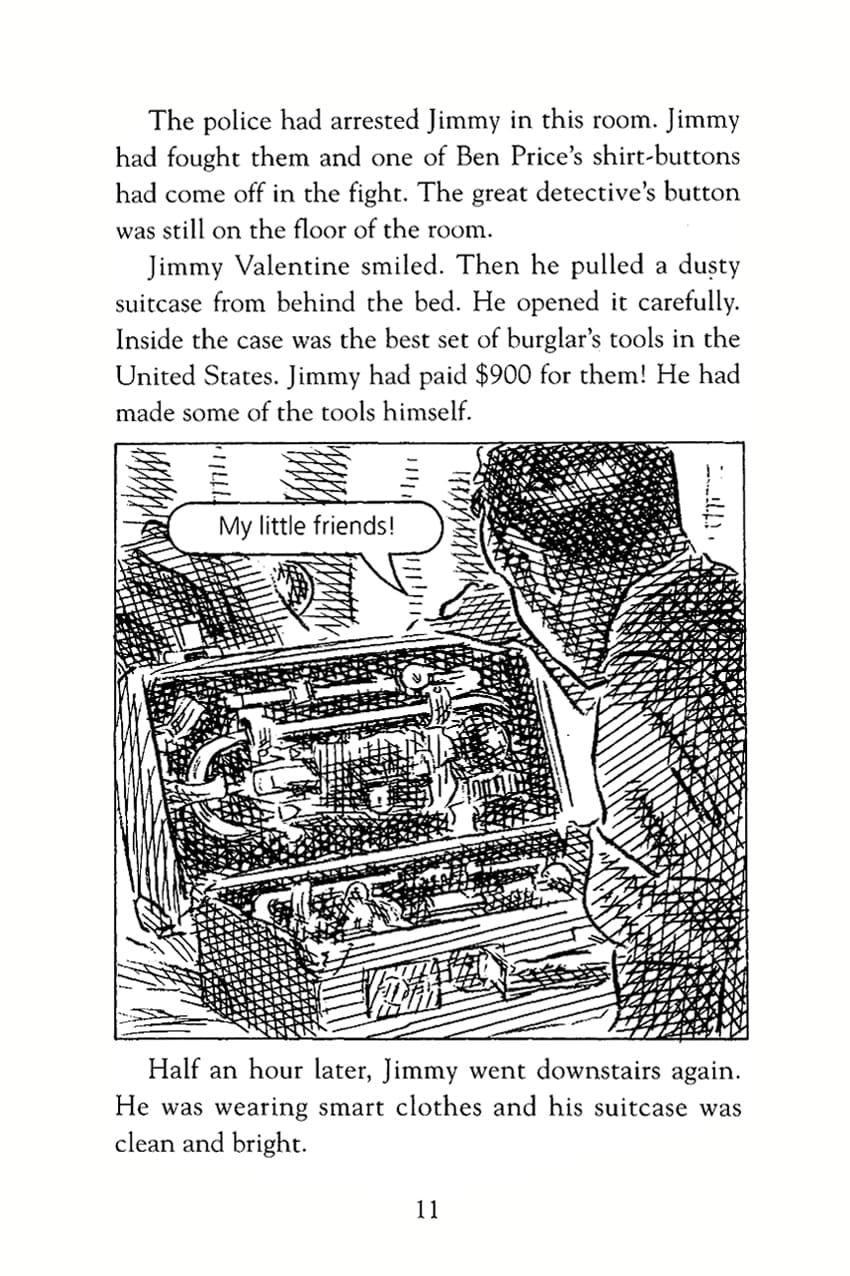 The police had arrested Jimmy in this room. Jimmy
had fought them and one of Ben Price’s shirt-buttons
had come off in the fight. The great detective’s button
was still on the floor of the room.
Jimmy Valentine smiled. Then he pulled a dusty
suitcase from behind the bed. He opened it carefully.
Inside the case was the best set of burglar’s tools in the
United States. Jimmy had paid $900 for them! He had
made some of the tools himself.
My little friends!
Half an hour later, Jimmy went downstairs again.
He was wearing smart clothes and his suitcase was
clean and bright.
11